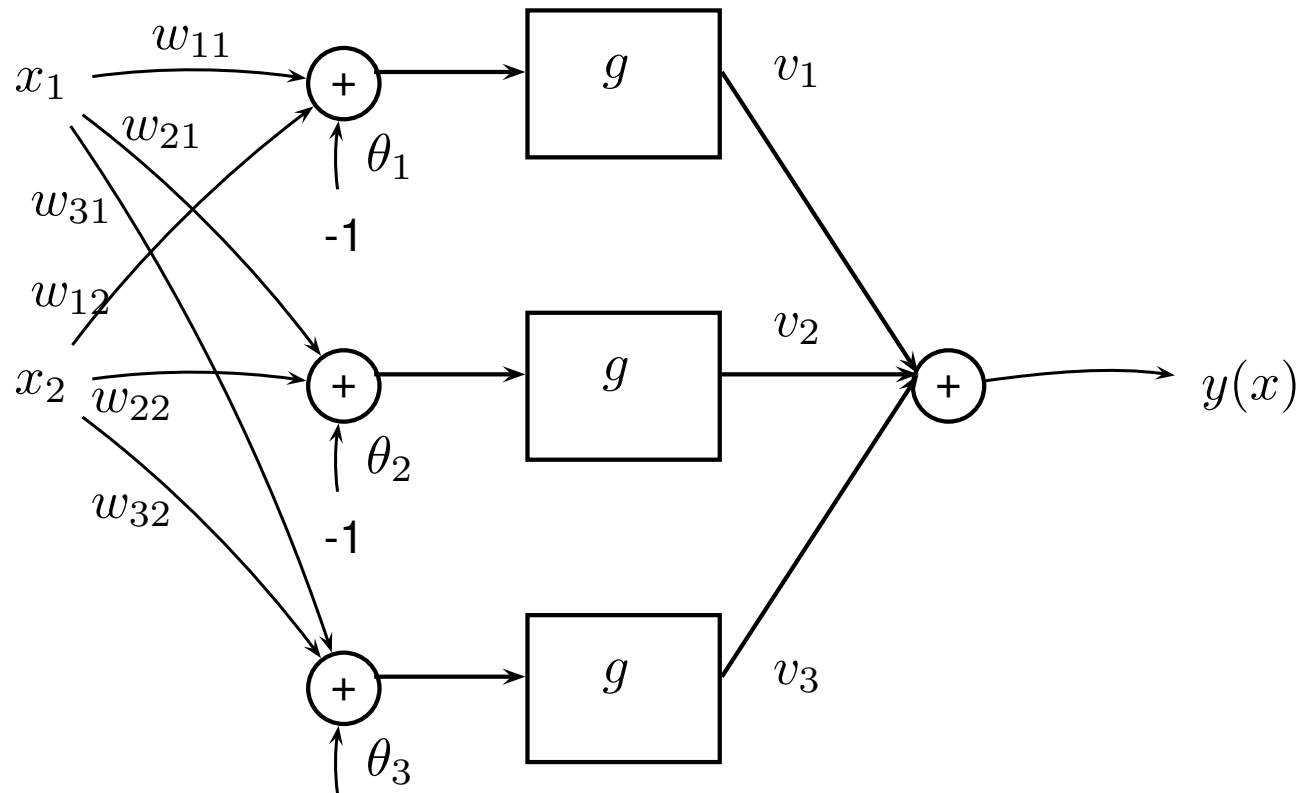 w₁₁
x₁
+
g
v₁
w₂₁
θ₁
w₃₁
-1
w₁₂
v₂
x₂
w₂₂
+
g
+
y(x)
θ₂
w₃₂
-1
+
g
v₃
θ₃